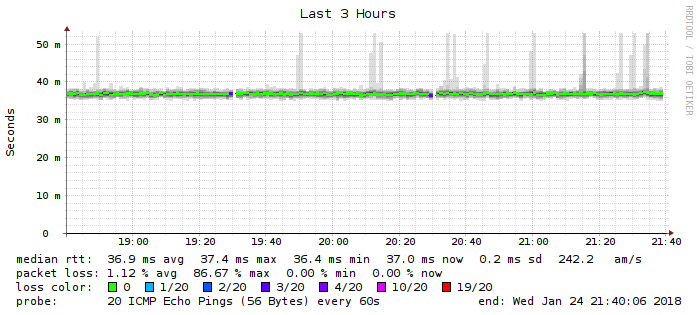 Last 3 Hours
RRDTOOL / TOBI OETIKER
Seconds
50 m
40 m
30 m
20 m
10 m
0
19:00 19:20 19:40 20:00 20:20 20:40 21:00 21:20 21:40
median rtt: 36.9 ms avg 37.4 ms max 36.4 ms min 37.0 ms now 0.2 ms sd 242.2 am/s
packet loss: 1.12 % avg 86.67 % max 0.00 % min 0.00 % now
loss color: 0 1/20 2/20 3/20 4/20 10/20 19/20
probe: 20 ICMP Echo Pings (56 Bytes) every 60s end: Wed Jan 24 21:40:06 2018